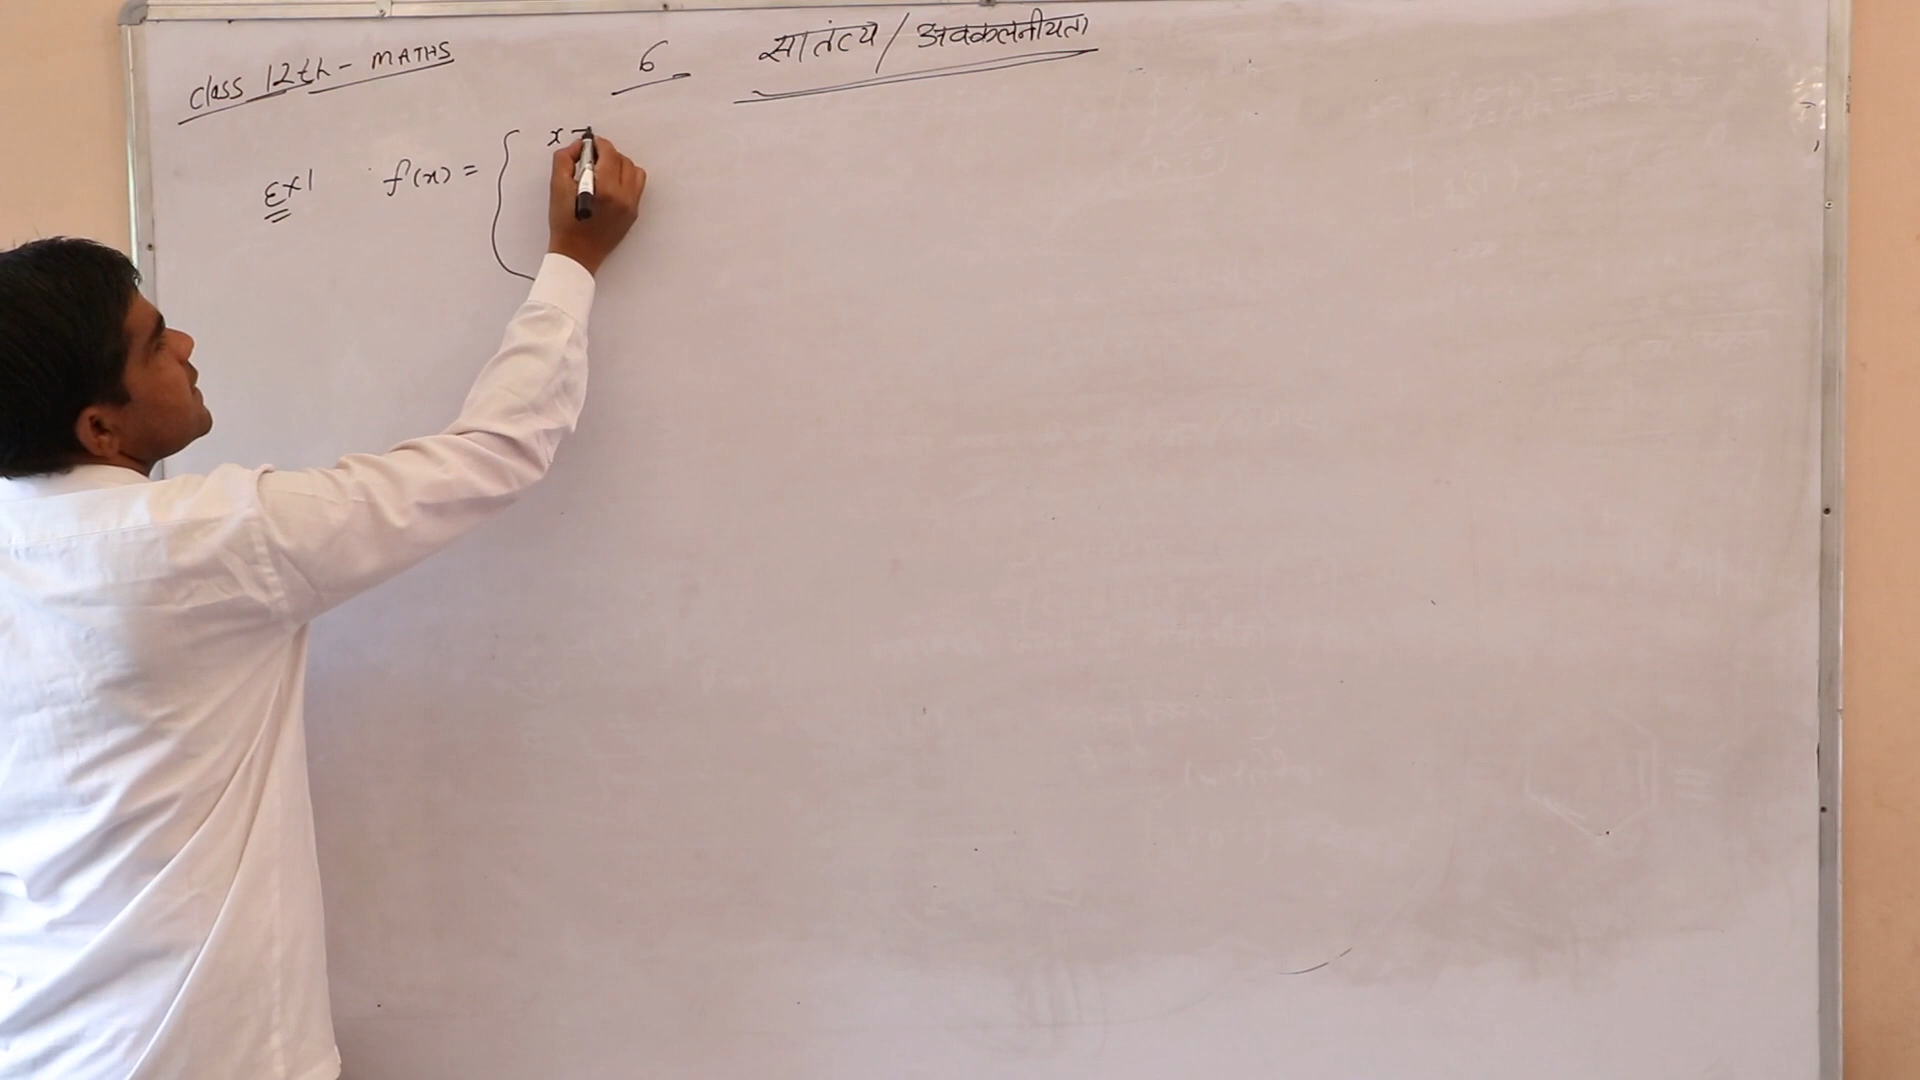 class 12th - MATHS
6
सातंत्य / अवकलनीयता
Ex1 f(x) = { x -